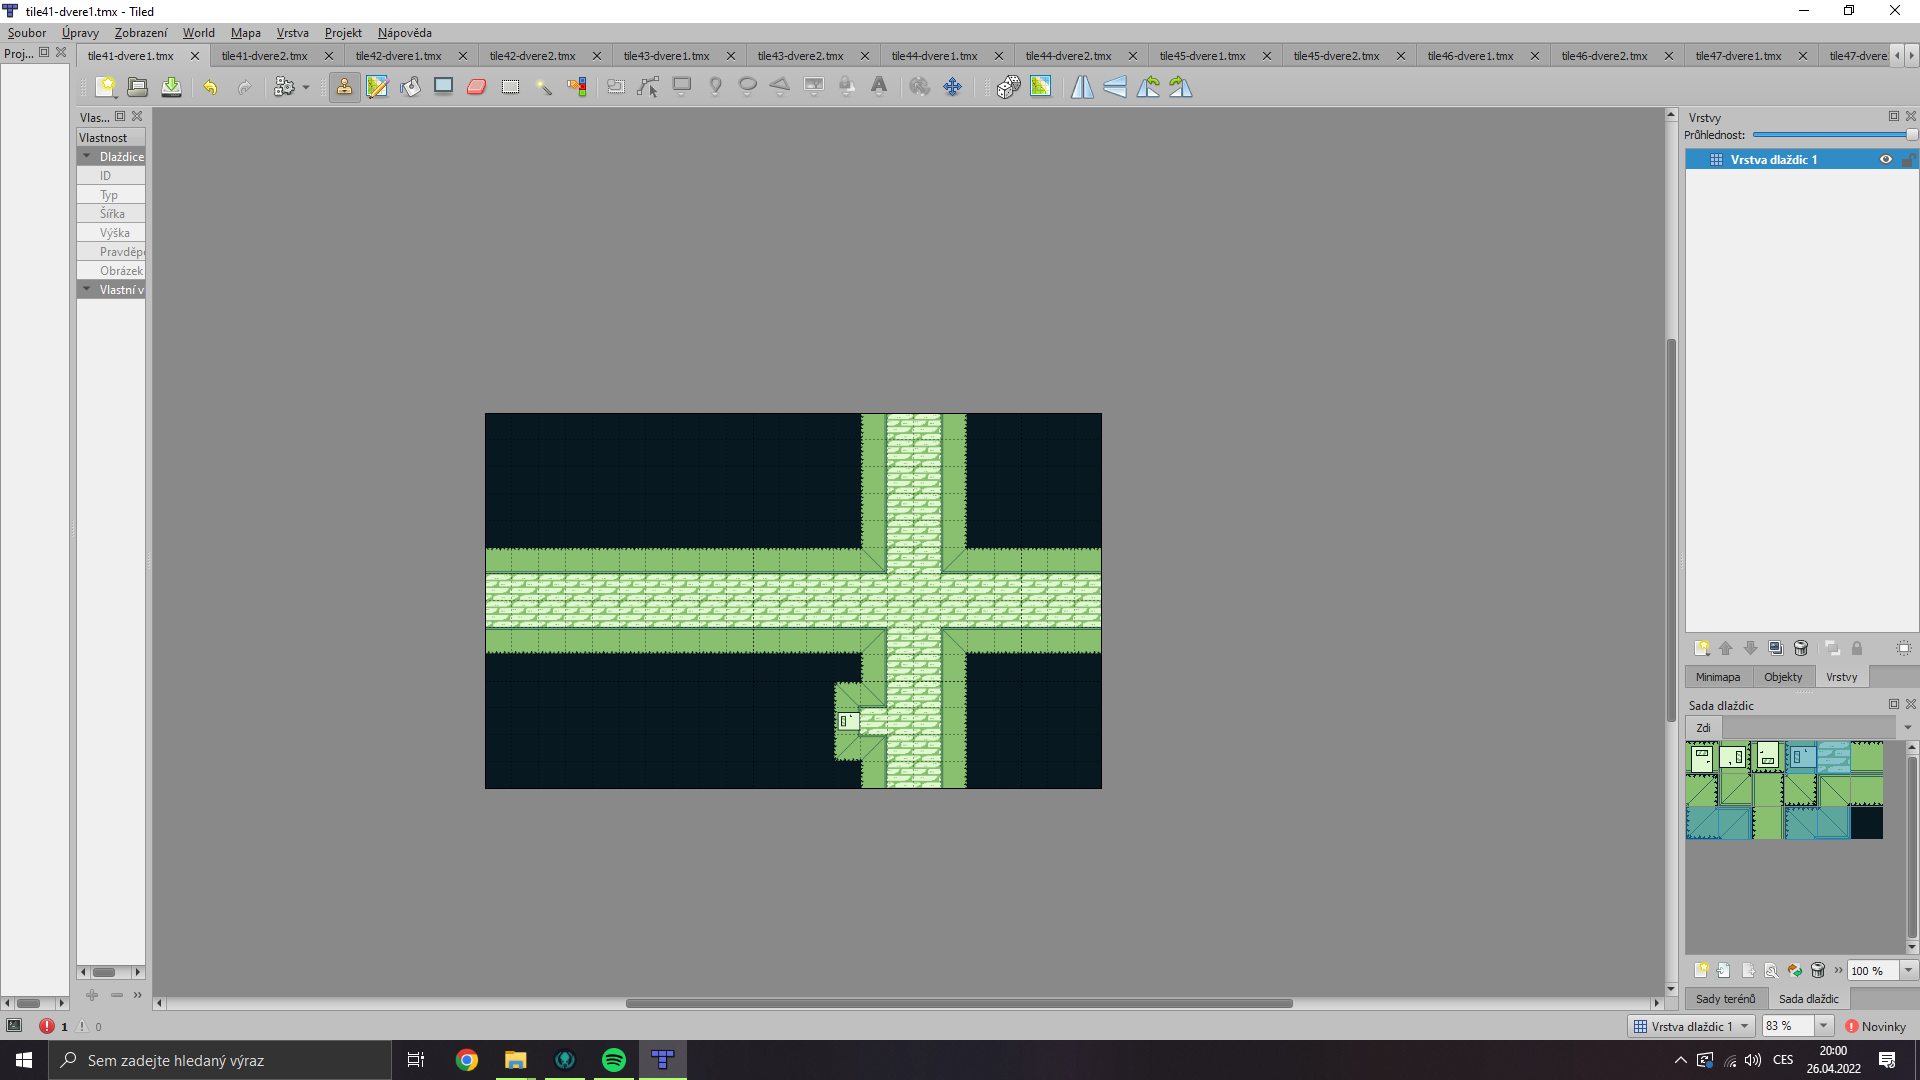 tile41-dvere1.tmx - Tiled
Soubor Úpravy Zobrazení World Mapa Vrstva Projekt Nápověda
Proj... tile41-dvere1.tmx tile41-dvere2.tmx tile42-dvere1.tmx tile42-dvere2.tmx tile43-dvere1.tmx tile43-dvere2.tmx tile44-dvere1.tmx tile44-dvere2.tmx tile45-dvere1.tmx tile45-dvere2.tmx tile46-dvere1.tmx tile46-dvere2.tmx tile47-dvere1.tmx tile47-dvere
Vlas...
Vlastnost
Dlaždice
ID
Typ
Šířka
Výška
Pravděpo
Obrázek
Vlastní v
Vrstvy
Průhlednost:
Vrstva dlaždic 1
Minimapa Objekty Vrstvy
Sada dlaždic
Zdi
100 %
Sady terénů Sada dlaždic
1 0
Vrstva dlaždic 1 83 % Novinky
Sem zadejte hledaný výraz
CES
20:00
26.04.2022